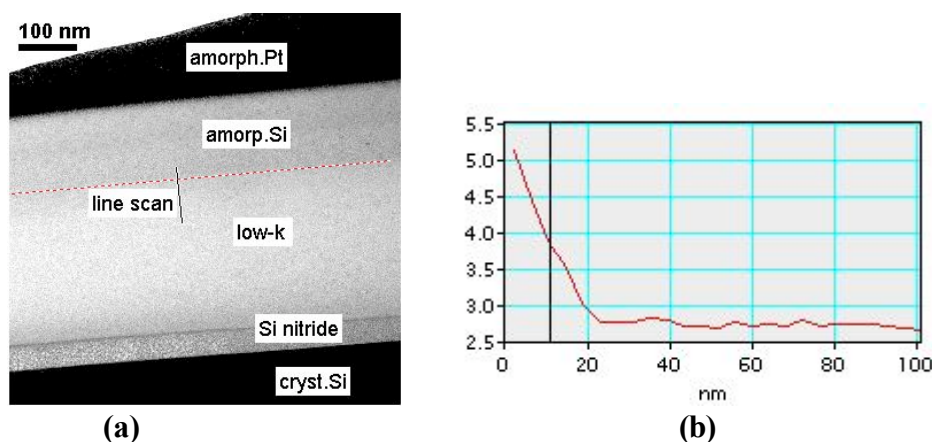 100 nm
amorph.Pt
amorp.Si
line scan
low-k
Si nitride
cryst.Si
(a)
5.5
5.0
4.5
4.0
3.5
3.0
2.5
0 20 40 60 80 100
nm
(b)